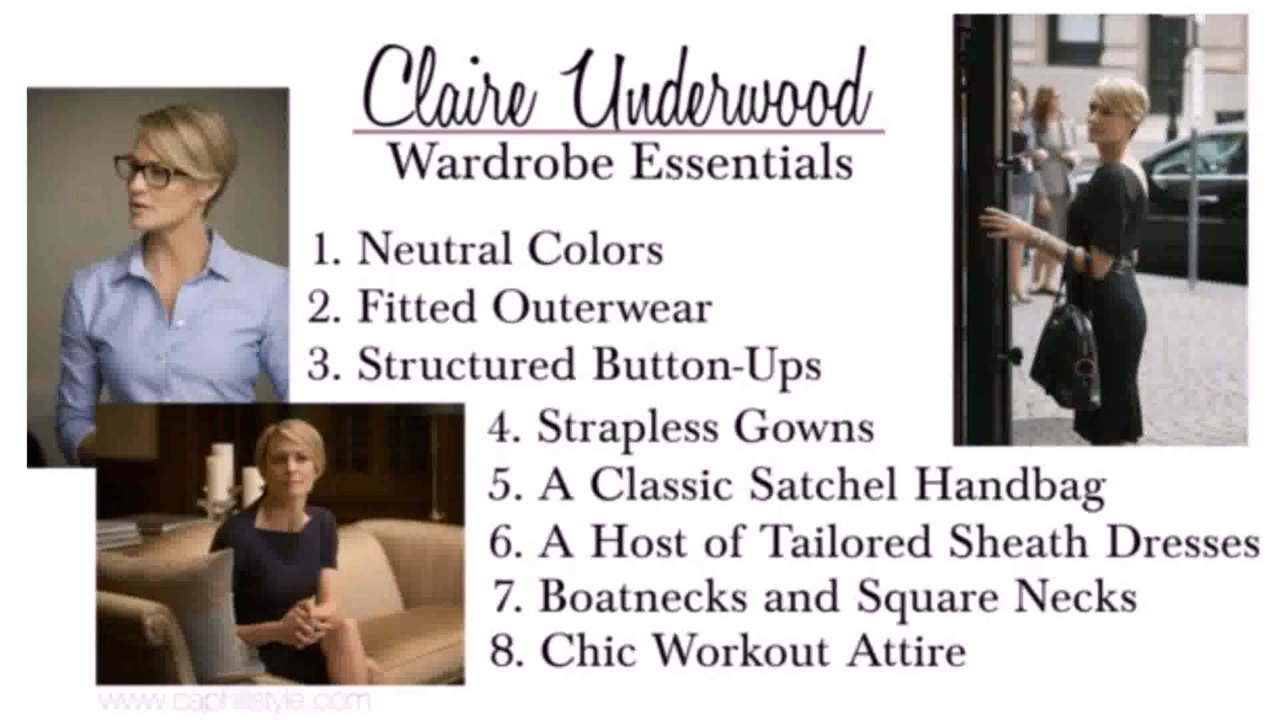 Claire Underwood
Wardrobe Essentials
1. Neutral Colors
2. Fitted Outerwear
3. Structured Button-Ups
4. Strapless Gowns
5. A Classic Satchel Handbag
6. A Host of Tailored Sheath Dresses
7. Boatnecks and Square Necks
8. Chic Workout Attire
www.caphillstyle.com